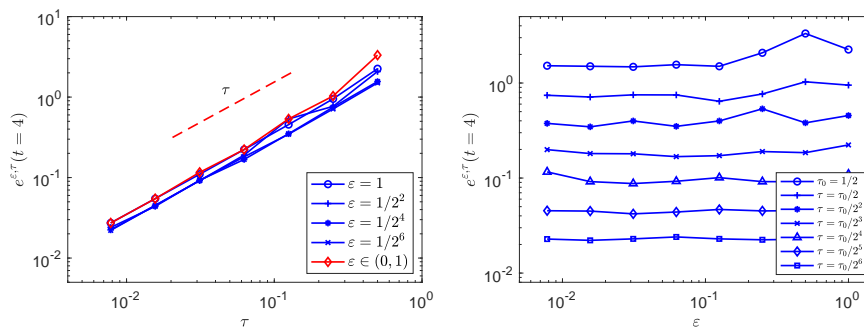 10^1
10^0
10^{-1}
10^{-2}
e^{ε,τ}(t = 4)
τ
ε = 1
ε = 1/2^2
ε = 1/2^4
ε = 1/2^6
ε ∈ (0, 1)
10^{-2}
10^{-1}
10^0
τ
10^0
10^{-1}
10^{-2}
e^{ε,τ}(t = 4)
τ_0 = 1/2
τ = τ_0/2
τ = τ_0/2^2
τ = τ_0/2^3
τ = τ_0/2^4
τ = τ_0/2^5
τ = τ_0/2^6
10^{-2}
10^{-1}
10^0
ε